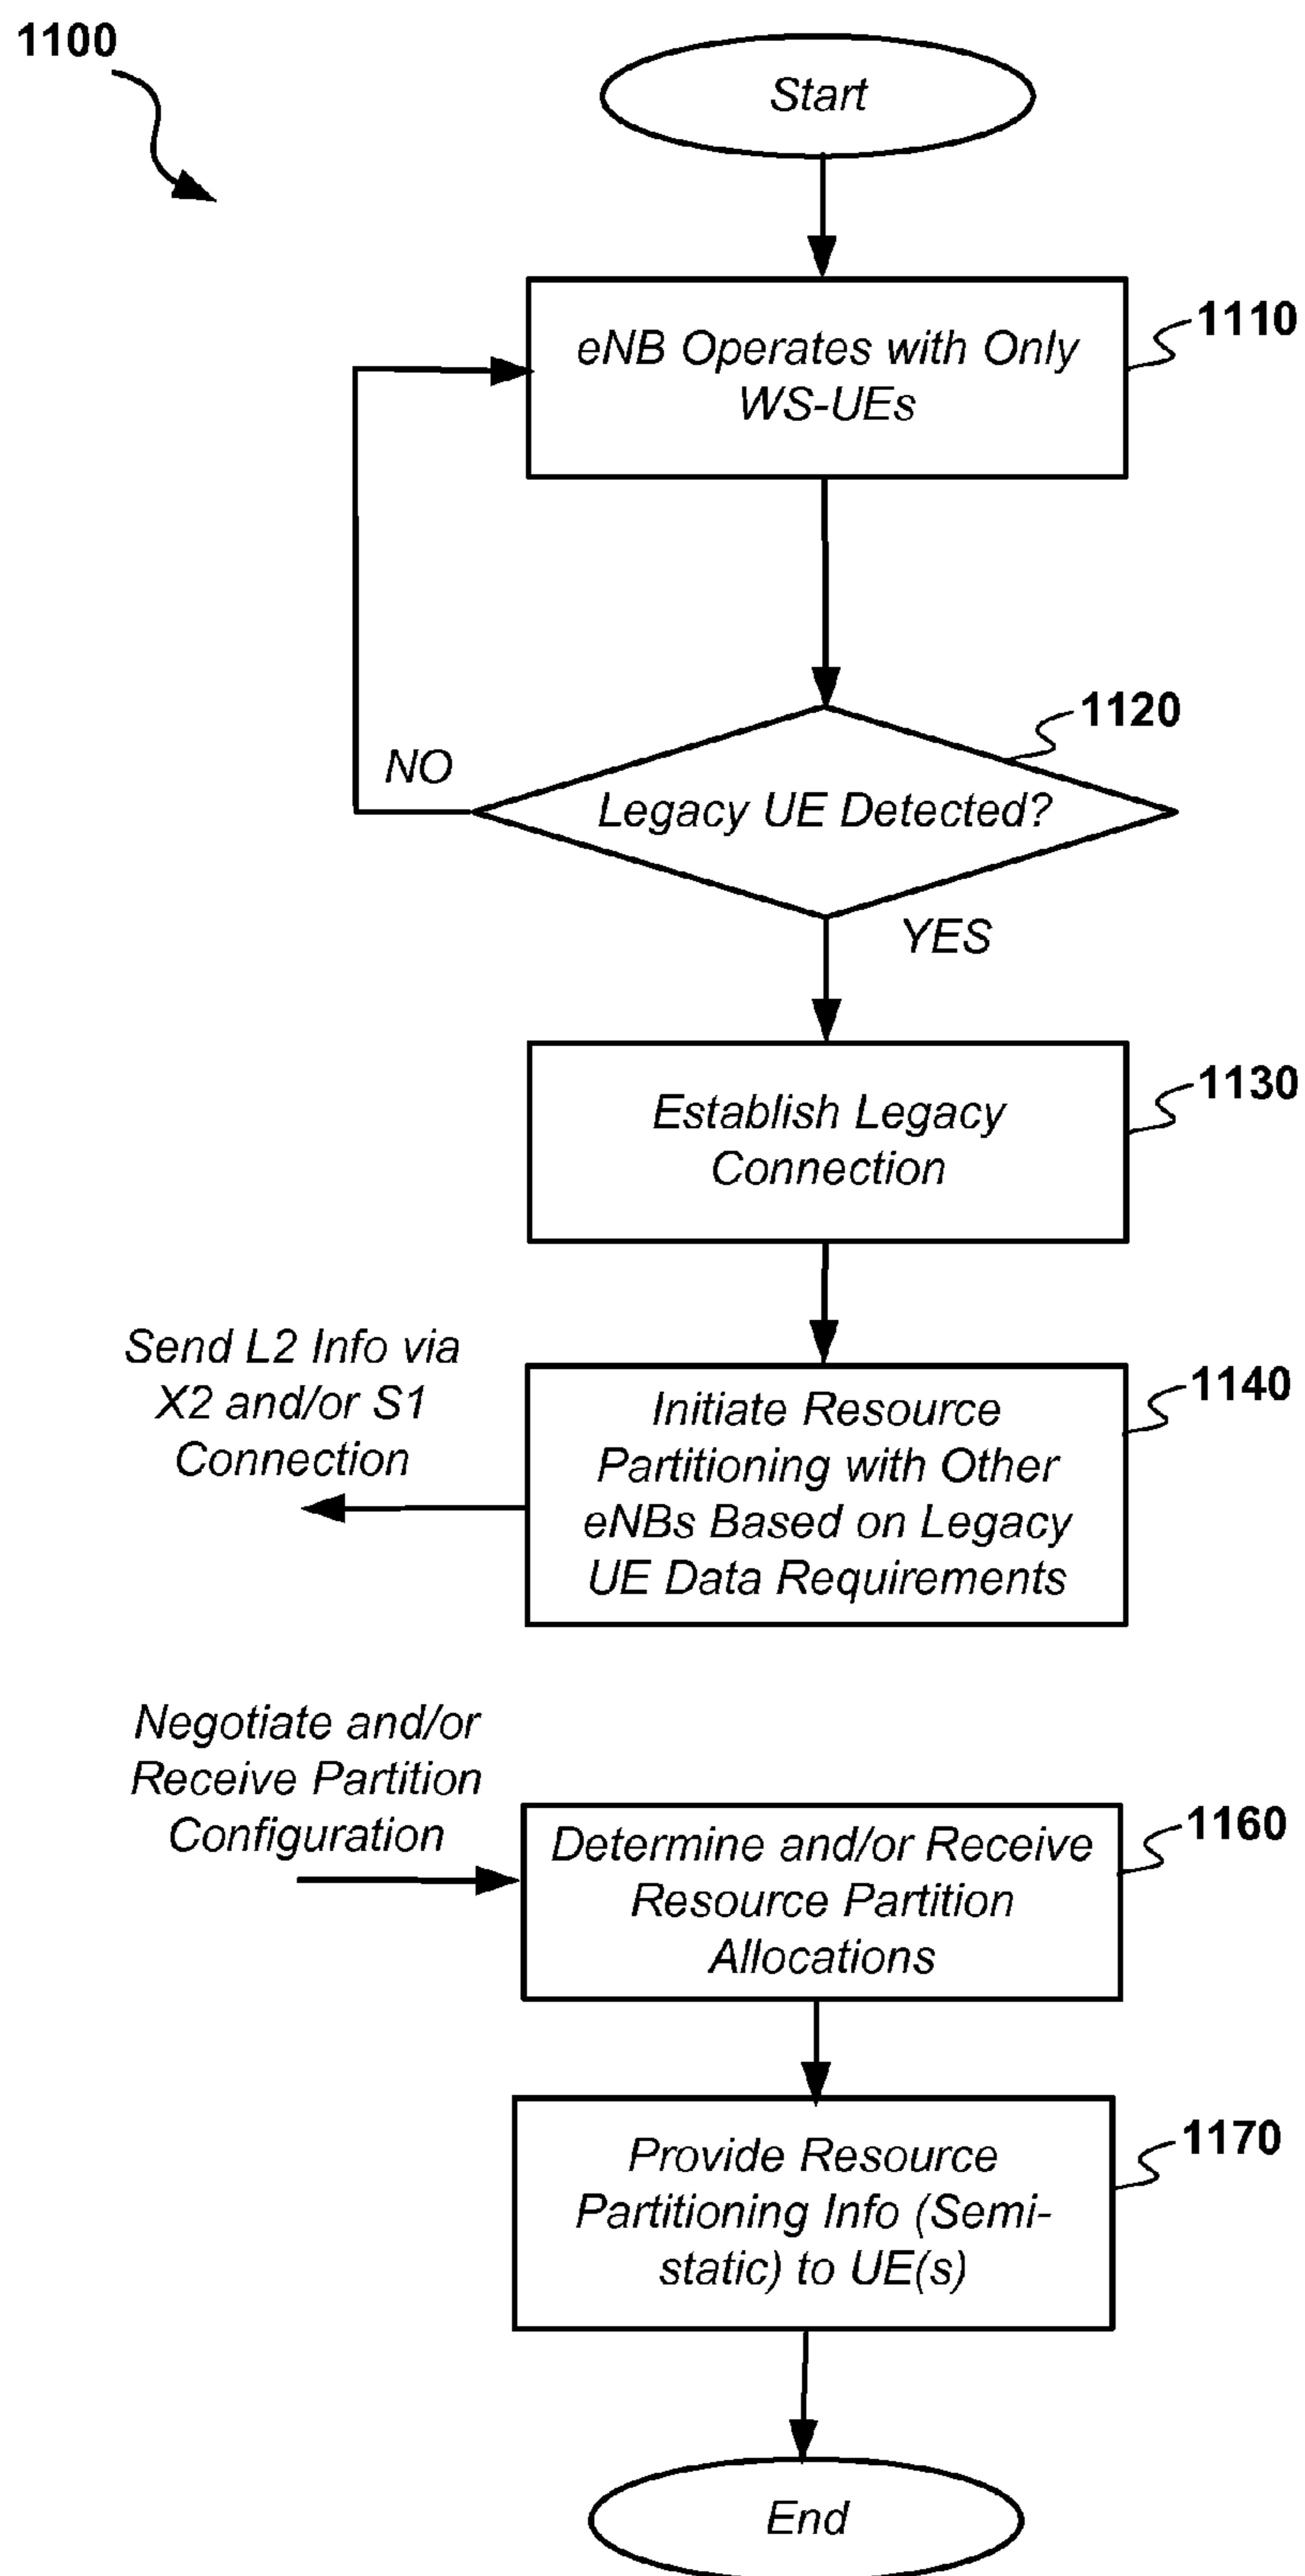 1100
Start
eNB Operates with Only
WS-UEs
1110
1120
Legacy UE Detected?
NO
YES
Establish Legacy
Connection
1130
Send L2 Info via
X2 and/or S1
Connection
Initiate Resource
Partitioning with Other
eNBs Based on Legacy
UE Data Requirements
1140
Negotiate and/or
Receive Partition
Configuration
Determine and/or Receive
Resource Partition
Allocations
1160
Provide Resource
Partitioning Info (Semi-
static) to UE(s)
1170
End